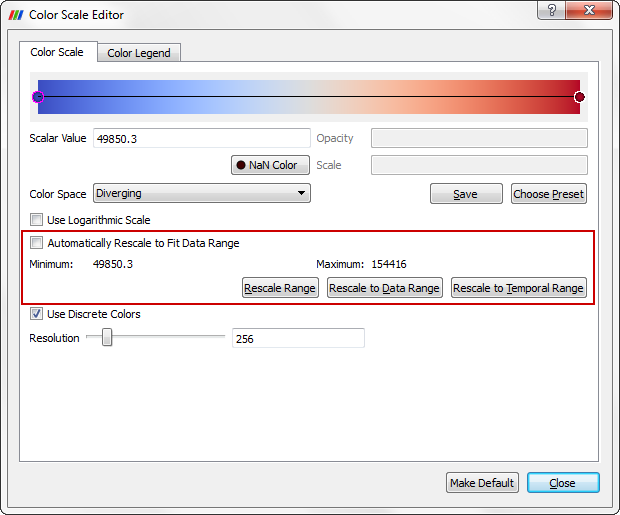 Color Scale Editor
Color Scale Color Legend
Scalar Value 49850.3 Opacity
NaN Color Scale
Color Space Diverging Save Choose Preset
Use Logarithmic Scale
Automatically Rescale to Fit Data Range
Minimum: 49850.3 Maximum: 154416
Rescale Range Rescale to Data Range Rescale to Temporal Range
Use Discrete Colors
Resolution 256
Make Default Close